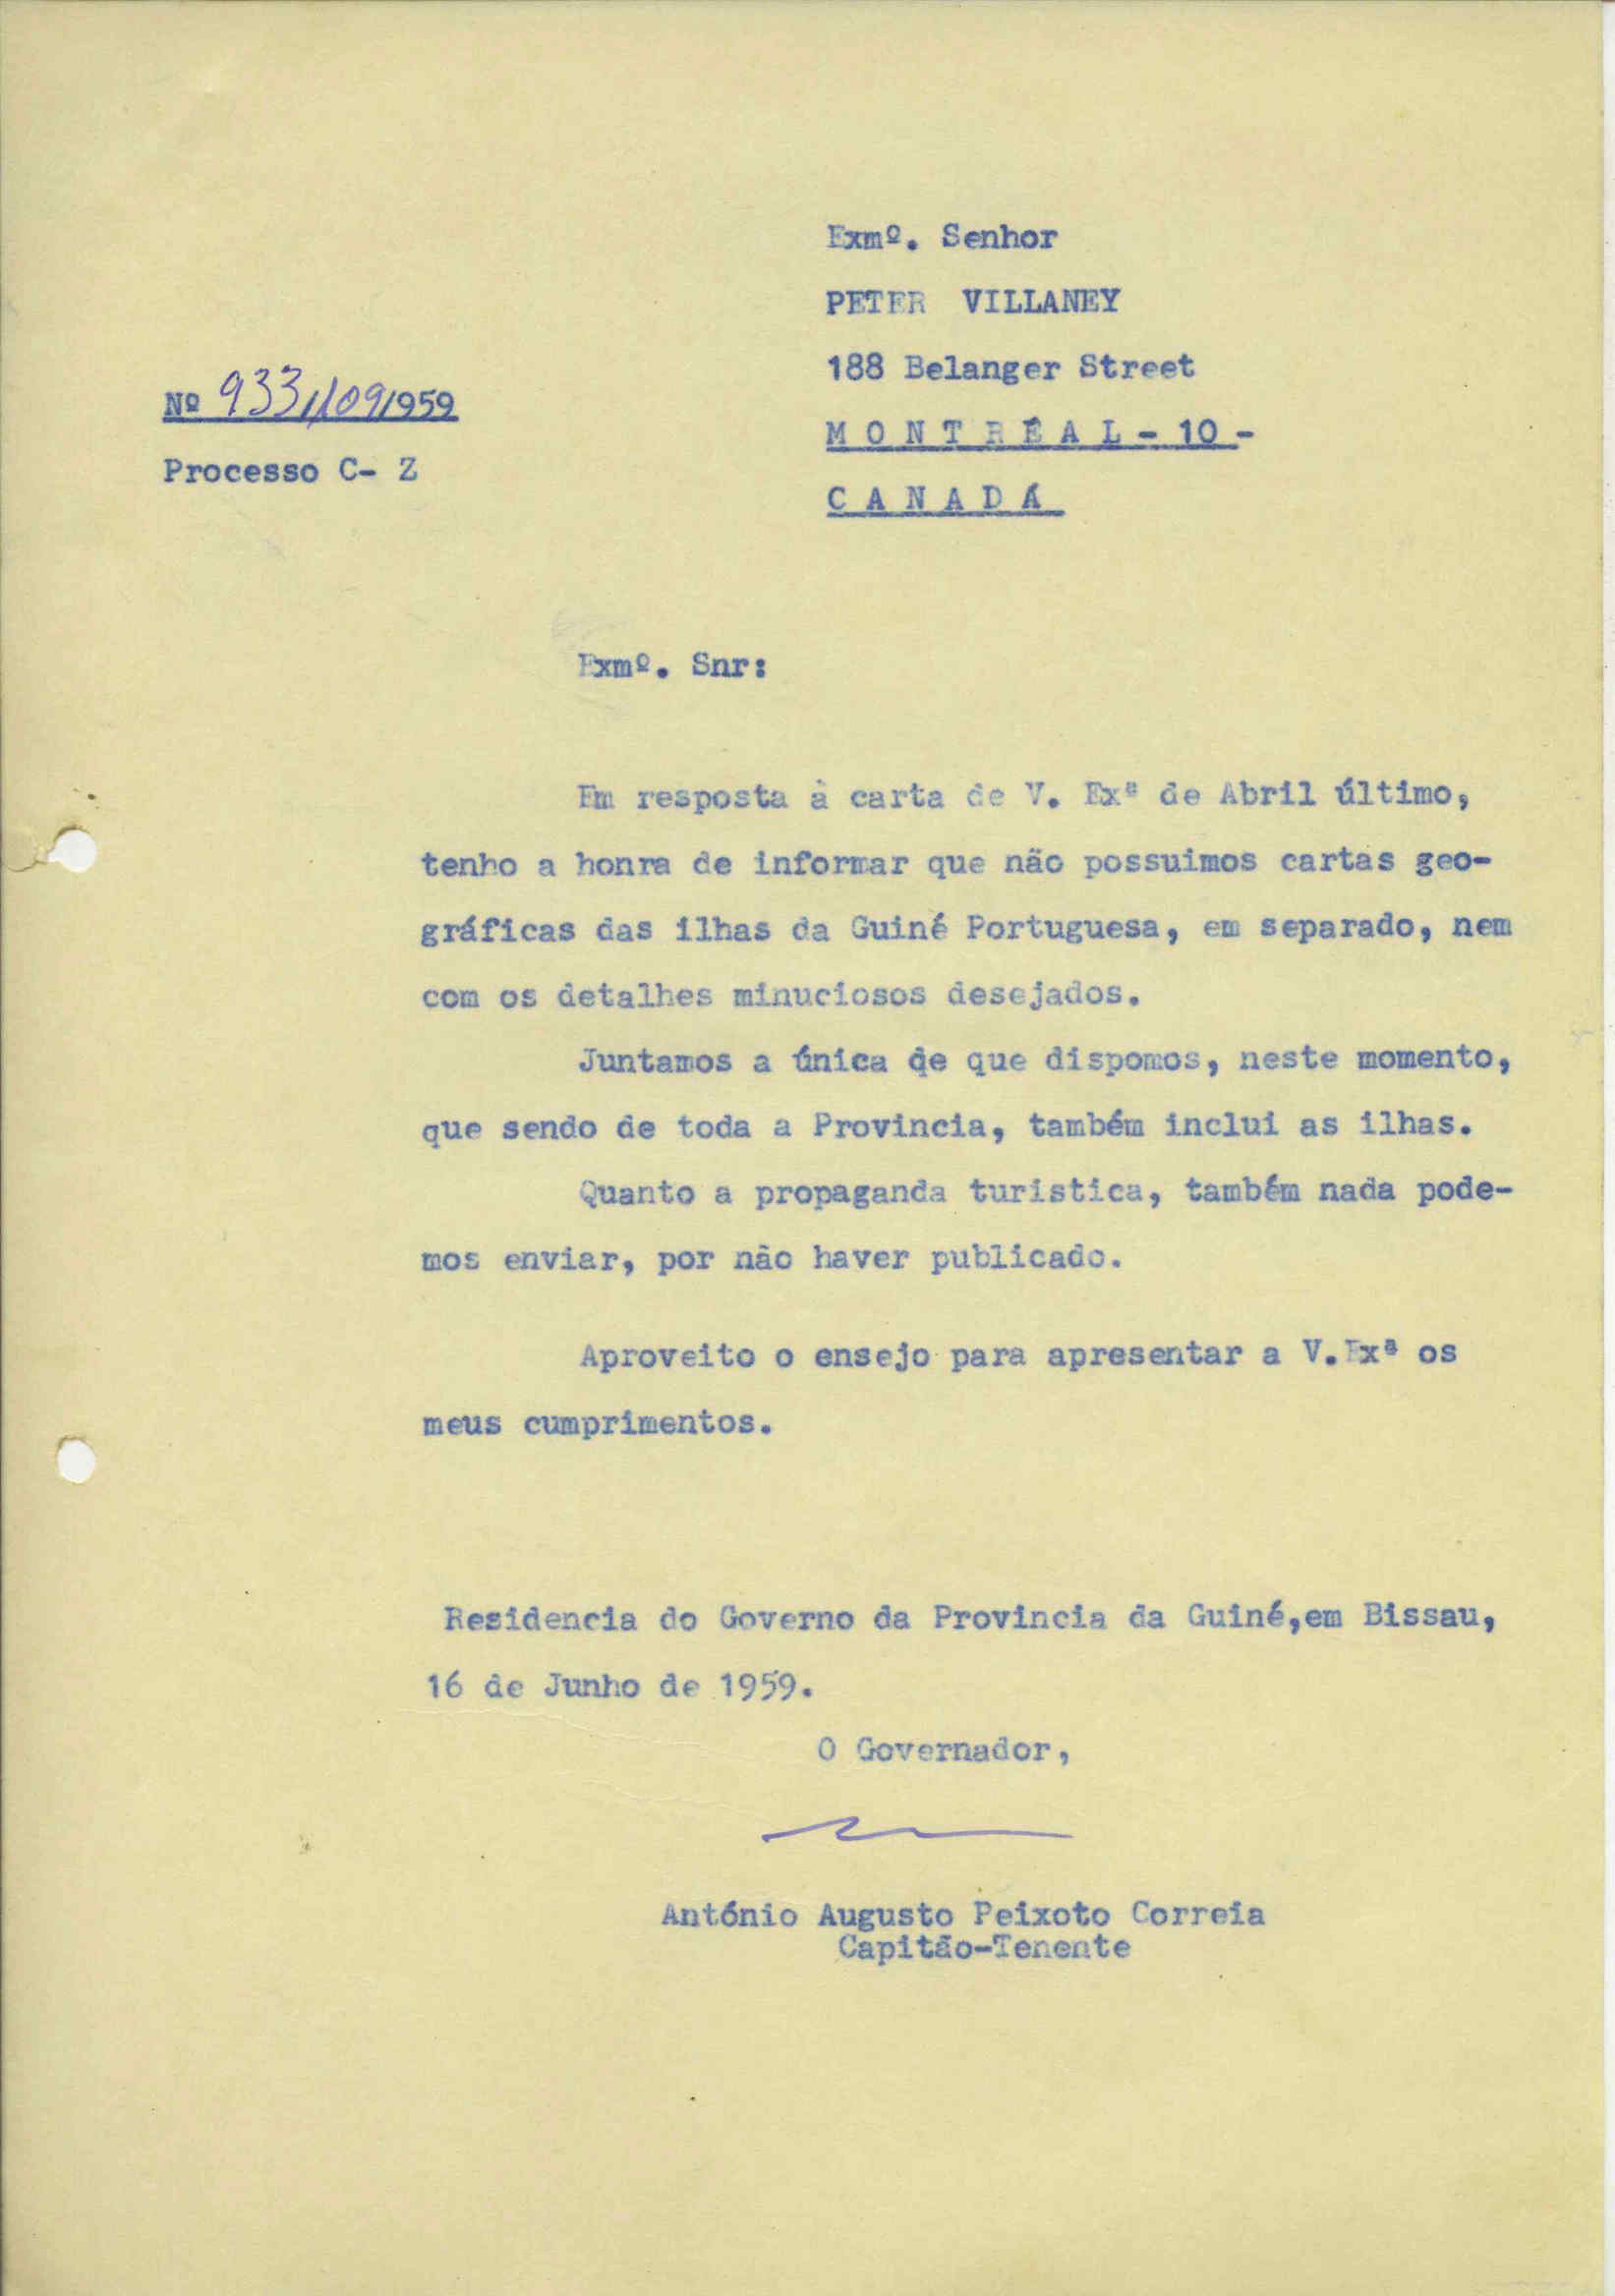 Exmº. Senhor
PETER VILLANEY
188 Belanger Street
MONTRÉAL-10-
CANADÁ
Nº 933//09/1959
Processo C- Z
Exmº. Snr:
Em resposta à carta de V. Exª de Abril último,
tenho a honra de informar que não possuimos cartas geo-
gráficas das ilhas da Guiné Portuguesa, em separado, nem
com os detalhes minuciosos desejados.
Juntamos a única de que dispomos, neste momento,
que sendo de toda a Provincia, também inclui as ilhas.
Quanto a propaganda turistica, também nada pode-
mos enviar, por não haver publicado.
Aproveito o ensejo para apresentar a V.Exª os
meus cumprimentos.
Residencia do Governo da Provincia da Guiné,em Bissau,
16 de Junho de 1959.
O Governador,
António Augusto Peixoto Correia
Capitão-Tenente